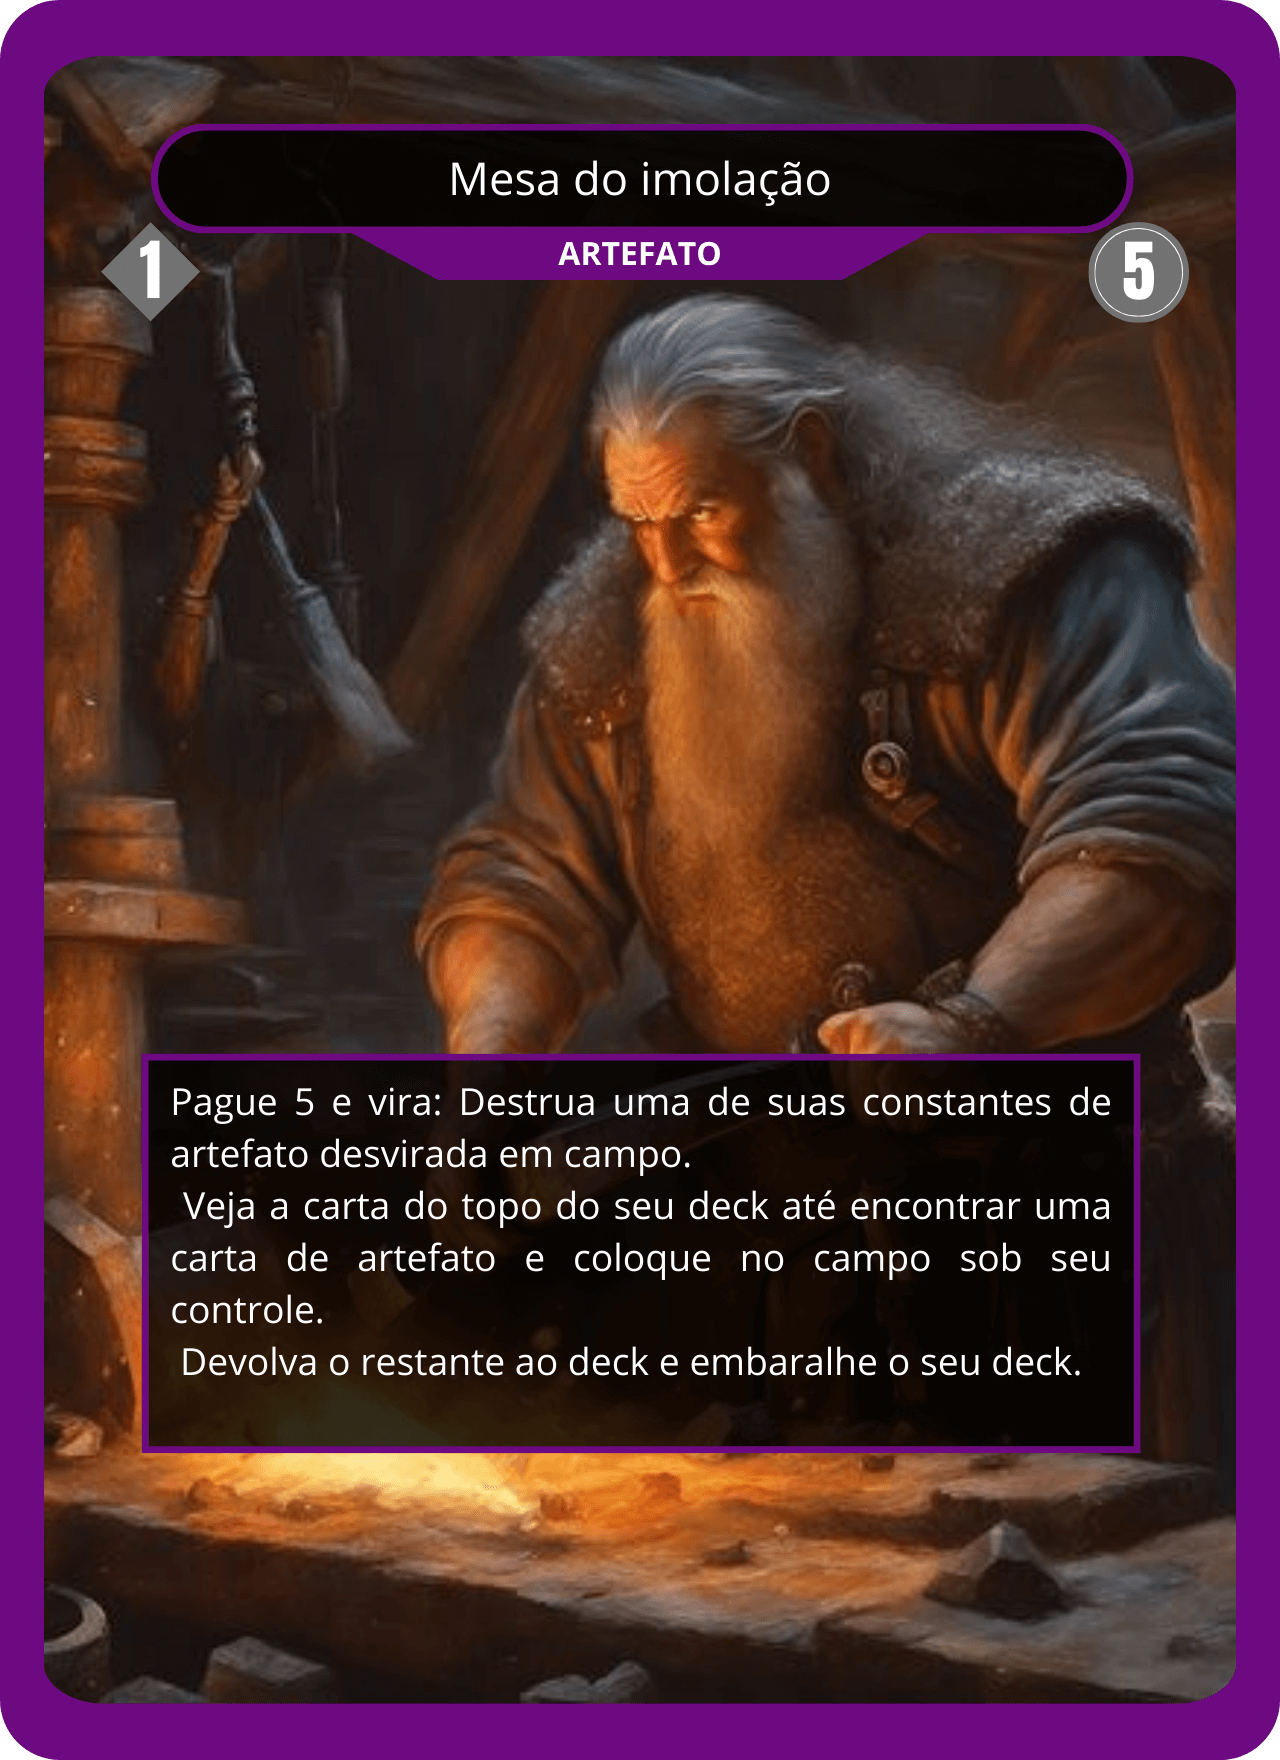 Mesa do imolação
ARTEFATO
1
5
Pague 5 e vira: Destrua uma de suas constantes de
artefato desvirada em campo.
Veja a carta do topo do seu deck até encontrar uma
carta de artefato e coloque no campo sob seu
controle.
Devolva o restante ao deck e embaralhe o seu deck.